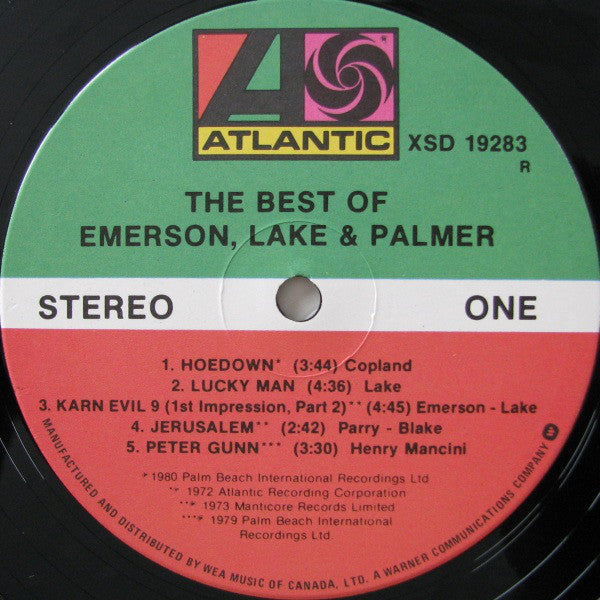 ATLANTIC
XSD 19283
R
THE BEST OF
EMERSON, LAKE & PALMER
STEREO ONE
1. HOEDOWN* (3:44) Copland
2. LUCKY MAN (4:36) Lake
3. KARN EVIL 9 (1st Impression, Part 2)** (4:45) Emerson - Lake
4. JERUSALEM** (2:42) Parry - Blake
5. PETER GUNN*** (3:30) Henry Mancini
℗1980 Palm Beach International Recordings Ltd
*℗1972 Atlantic Recording Corporation
**℗1973 Manticore Records Limited
***℗1979 Palm Beach International
Recordings Ltd.
MANUFACTURED AND DISTRIBUTED BY WEA MUSIC OF CANADA, LTD. A WARNER COMMUNICATIONS COMPANY